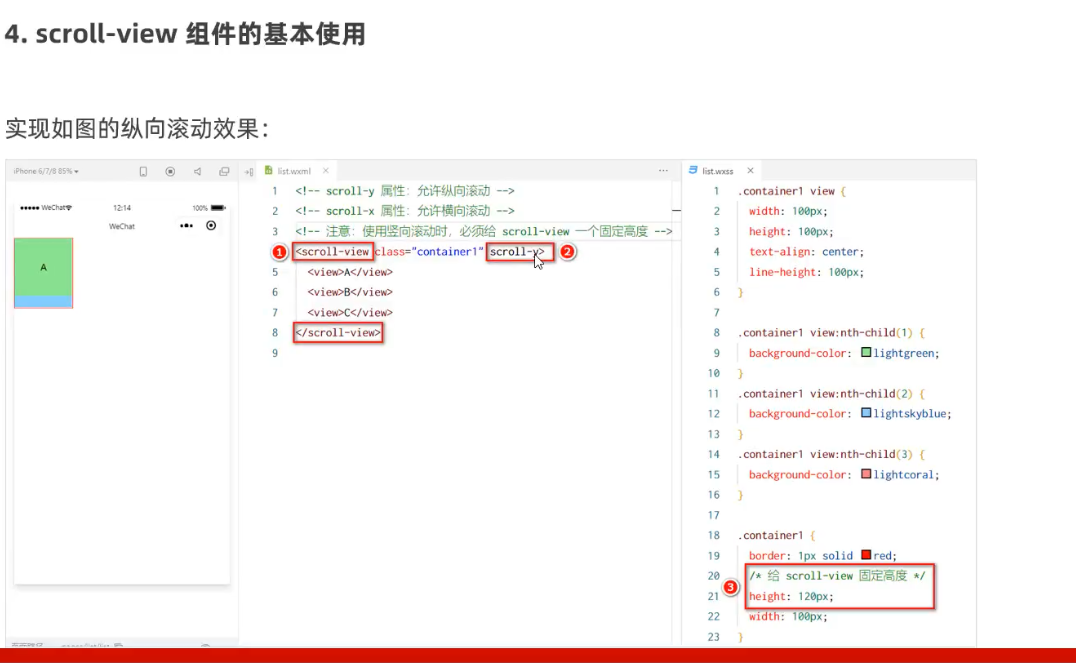 4. scroll-view 组件的基本使用
实现如图的纵向滚动效果：
iPhone 6/7/8 85%
WeChat
12:14
100%
WeChat
A
list.wxml
1 <!-- scroll-y 属性：允许纵向滚动 -->
2 <!-- scroll-x 属性：允许横向滚动 -->
3 <!-- 注意：使用竖向滚动时，必须给 scroll-view 一个固定高度 -->
1 <scroll-view class="container1" scroll-y> 2
5 <view>A</view>
6 <view>B</view>
7 <view>C</view>
8 </scroll-view>
9
list.wxss
1 .container1 view {
2 width: 100px;
3 height: 100px;
4 text-align: center;
5 line-height: 100px;
6 }
7
8 .container1 view:nth-child(1) {
9 background-color: lightgreen;
10 }
11 .container1 view:nth-child(2) {
12 background-color: lightskyblue;
13 }
14 .container1 view:nth-child(3) {
15 background-color: lightcoral;
16 }
17
18 .container1 {
19 border: 1px solid red;
20 /* 给 scroll-view 固定高度 */
3
21 height: 120px;
22 width: 100px;
23 }